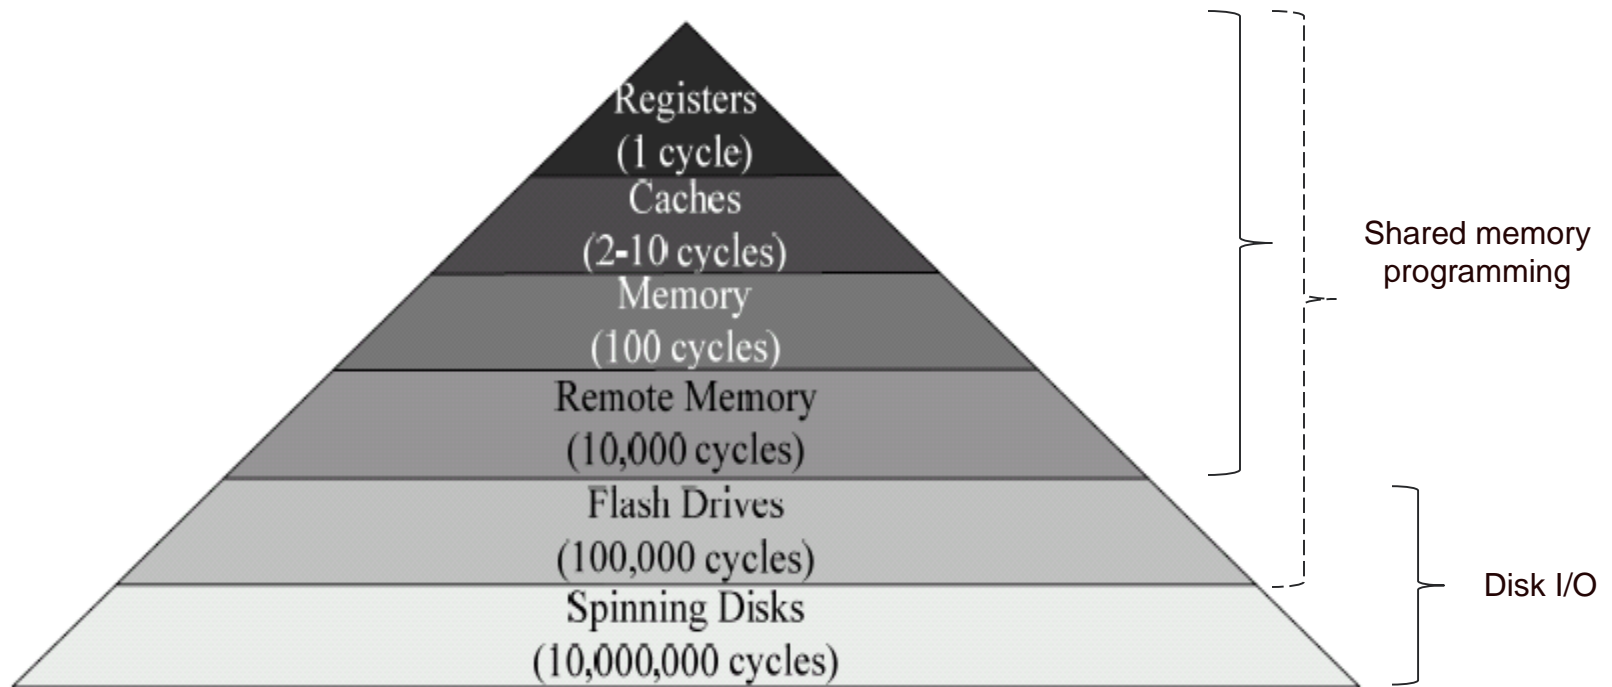 Registers
(1 cycle)
Caches
(2-10 cycles)
Memory
(100 cycles)
Remote Memory
(10,000 cycles)
Flash Drives
(100,000 cycles)
Spinning Disks
(10,000,000 cycles)
Shared memory
programming
Disk I/O